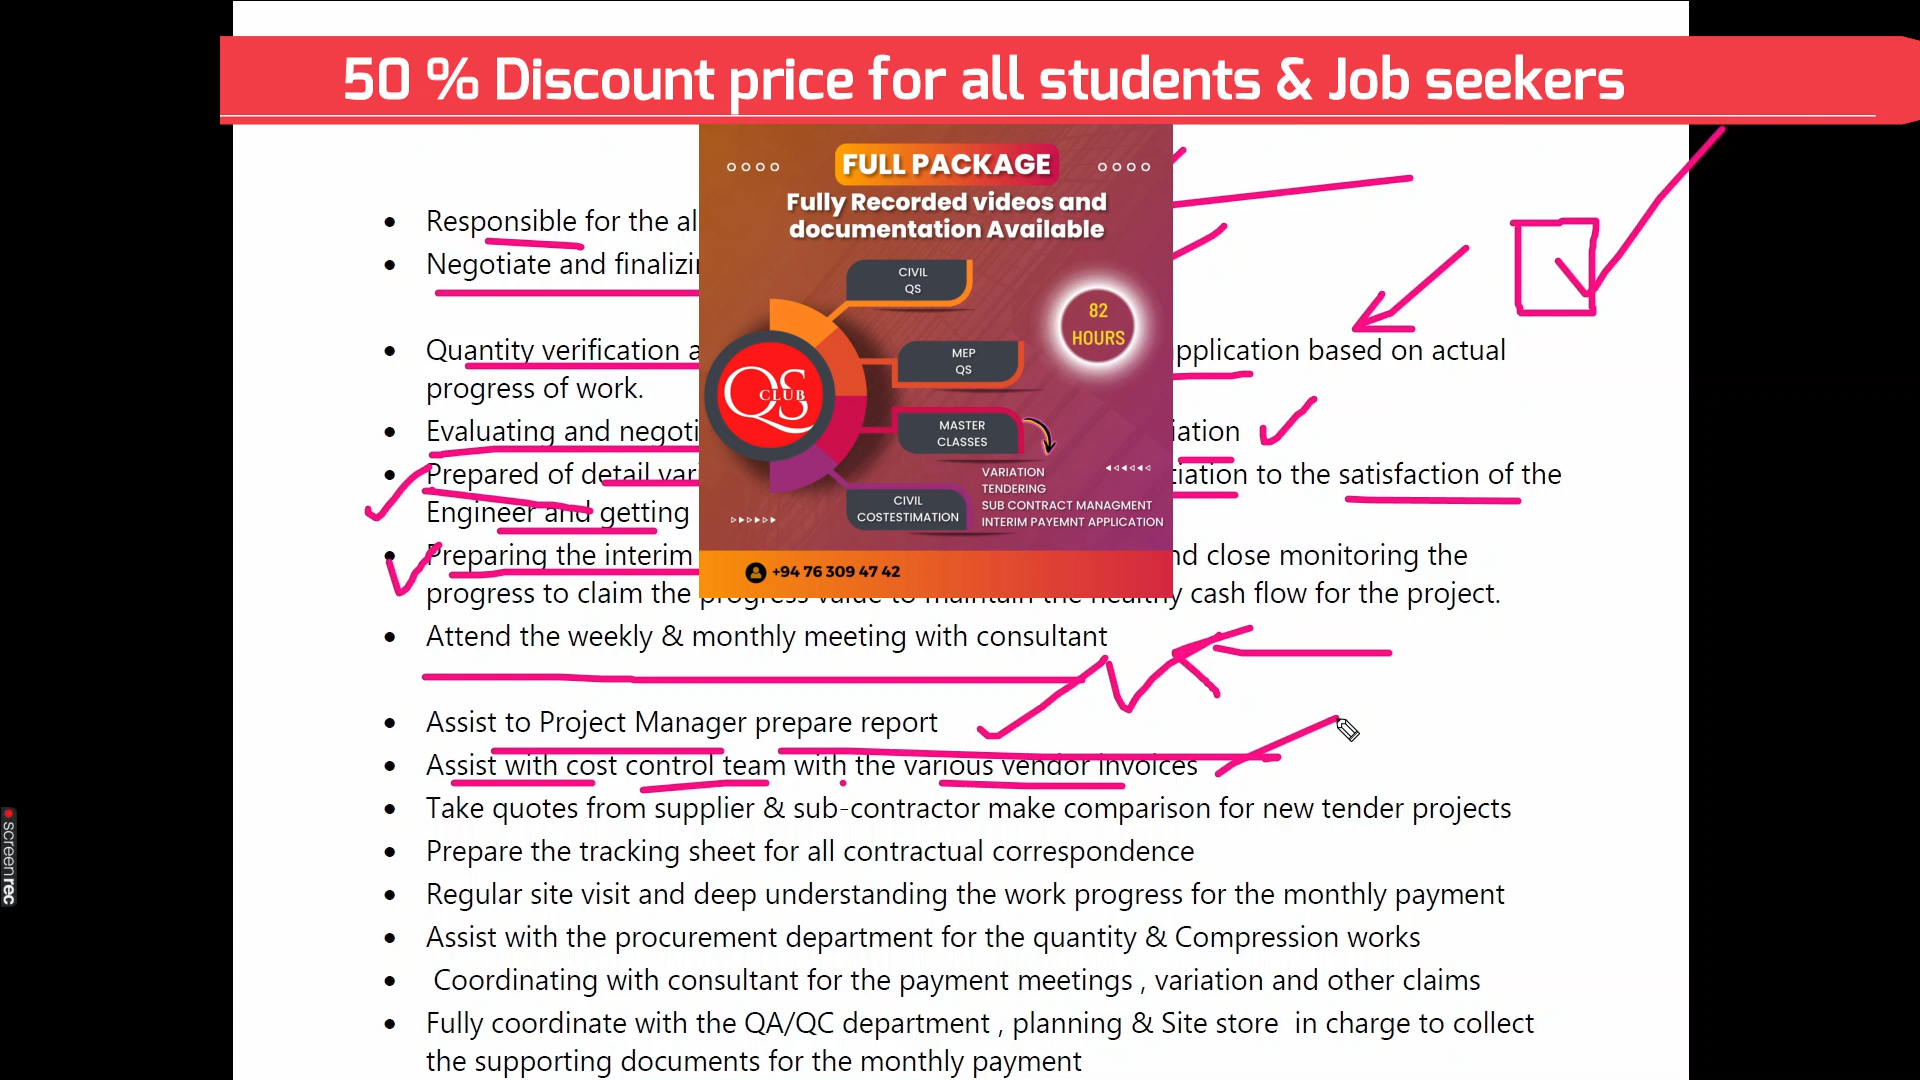 50 % Discount price for all students & Job seekers
FULL PACKAGE
Fully Recorded videos and
documentation Available
CIVIL
QS
82
HOURS
MEP
QS
QS
CLUB
MASTER
CLASSES
VARIATION
TENDERING
SUB CONTRACT MANAGMENT
INTERIM PAYEMNT APPLICATION
CIVIL
COSTESTIMATION
+94 76 309 47 42
• Responsible for the al
• Negotiate and finalizi
• Quantity verification a pplication based on actual
progress of work.
• Evaluating and negoti iation
• Prepared of detail vari tiation to the satisfaction of the
Engineer and getting
• Preparing the interim nd close monitoring the
progress to claim the progress value to maintain the healthy cash flow for the project.
• Attend the weekly & monthly meeting with consultant
• Assist to Project Manager prepare report
• Assist with cost control team with the various vendor invoices
• Take quotes from supplier & sub-contractor make comparison for new tender projects
• Prepare the tracking sheet for all contractual correspondence
• Regular site visit and deep understanding the work progress for the monthly payment
• Assist with the procurement department for the quantity & Compression works
• Coordinating with consultant for the payment meetings , variation and other claims
• Fully coordinate with the QA/QC department , planning & Site store in charge to collect
the supporting documents for the monthly payment
screenrec